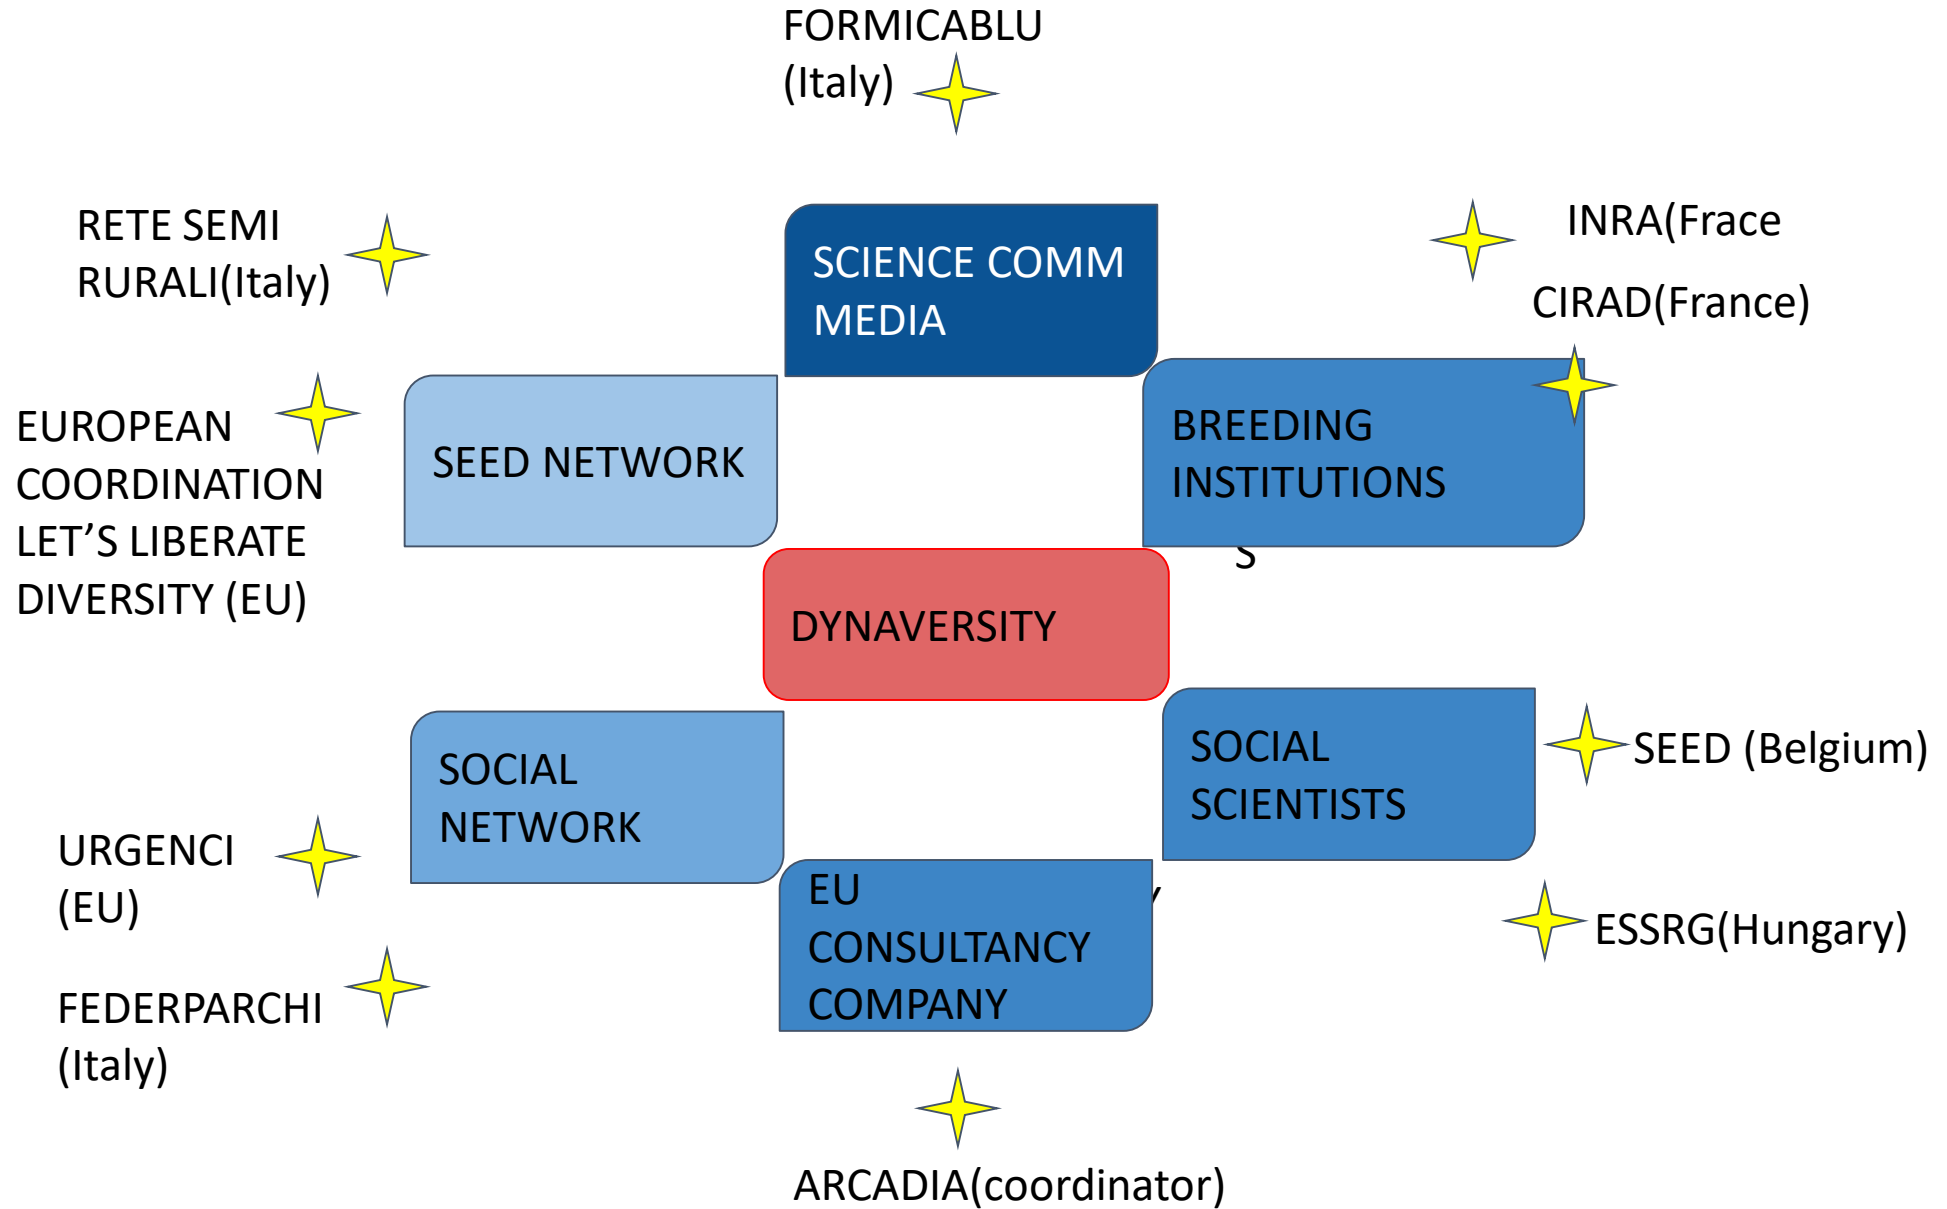 FORMICABLU
(Italy)
RETE SEMI
RURALI(Italy)
SCIENCE COMM
MEDIA
INRA(Frace
CIRAD(France)
EUROPEAN
COORDINATION
LET’S LIBERATE
DIVERSITY (EU)
SEED NETWORK
BREEDING
INSTITUTIONS
S
DYNAVERSITY
SOCIAL
NETWORK
SOCIAL
SCIENTISTS
SEED (Belgium)
URGENCI
(EU)
EU
CONSULTANCY
COMPANY
ESSRG(Hungary)
FEDERPARCHI
(Italy)
ARCADIA(coordinator)